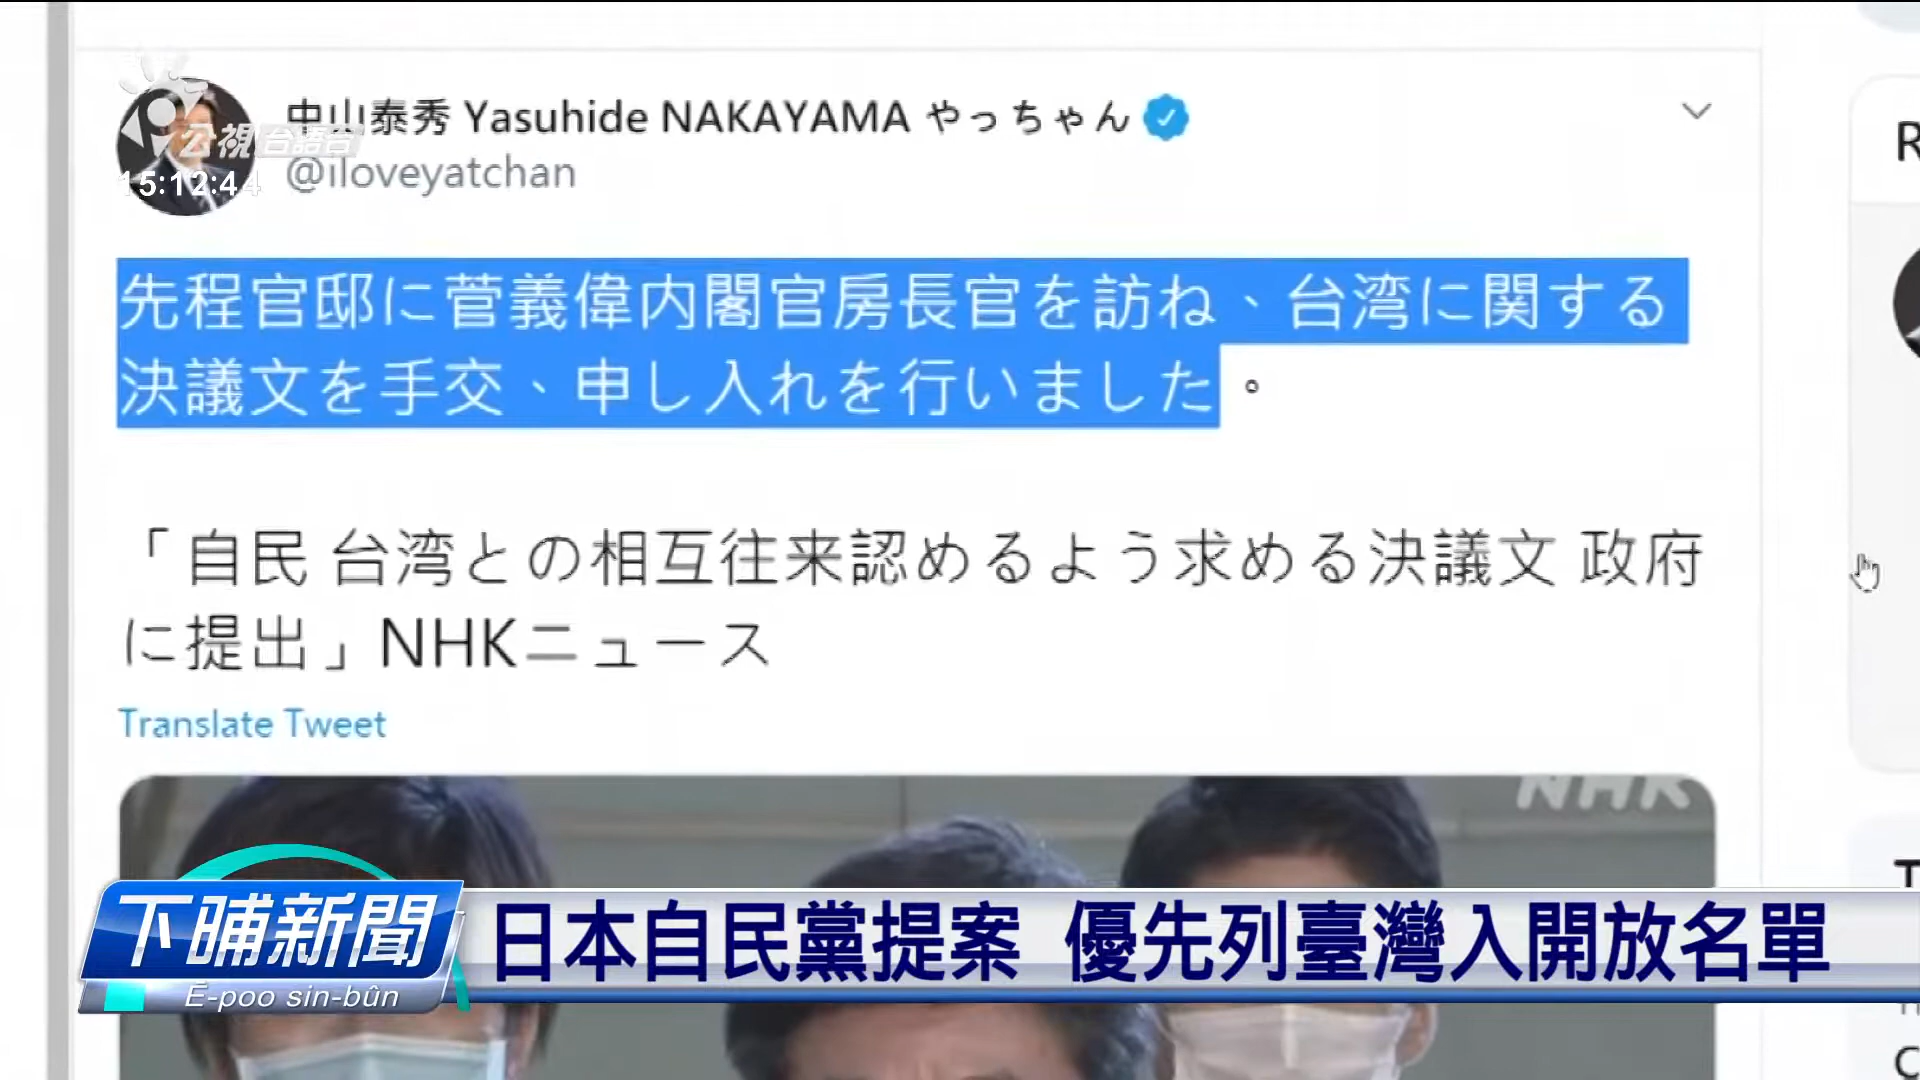 中山泰秀 Yasuhide NAKAYAMA やっちゃん
公視台語台
@iloveyatchan
15:12:44
先程官邸に菅義偉内閣官房長官を訪ね、台湾に関する
決議文を手交、申し入れを行いました。
「自民 台湾との相互往来認めるよう求める決議文 政府
に提出」NHKニュース
Translate Tweet
NHK
下晡新聞
日本自民黨提案 優先列臺灣入開放名單
E-poo sin-bûn